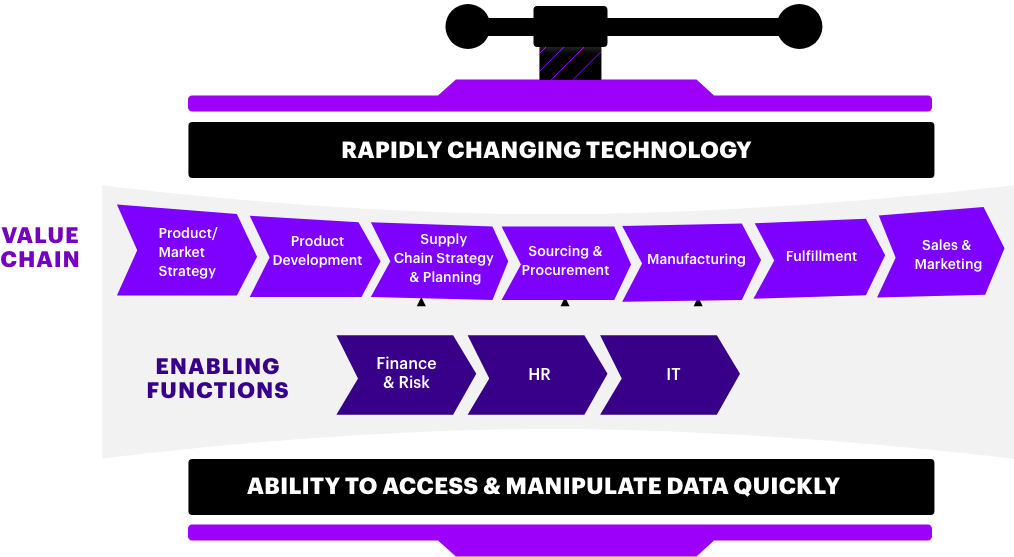 RAPIDLY CHANGING TECHNOLOGY
VALUE
CHAIN
Product/
Market
Strategy
Product
Development
Supply
Chain Strategy
& Planning
Sourcing &
Procurement
Manufacturing
Fulfillment
Sales &
Marketing
ENABLING
FUNCTIONS
Finance
& Risk
HR
IT
ABILITY TO ACCESS & MANIPULATE DATA QUICKLY